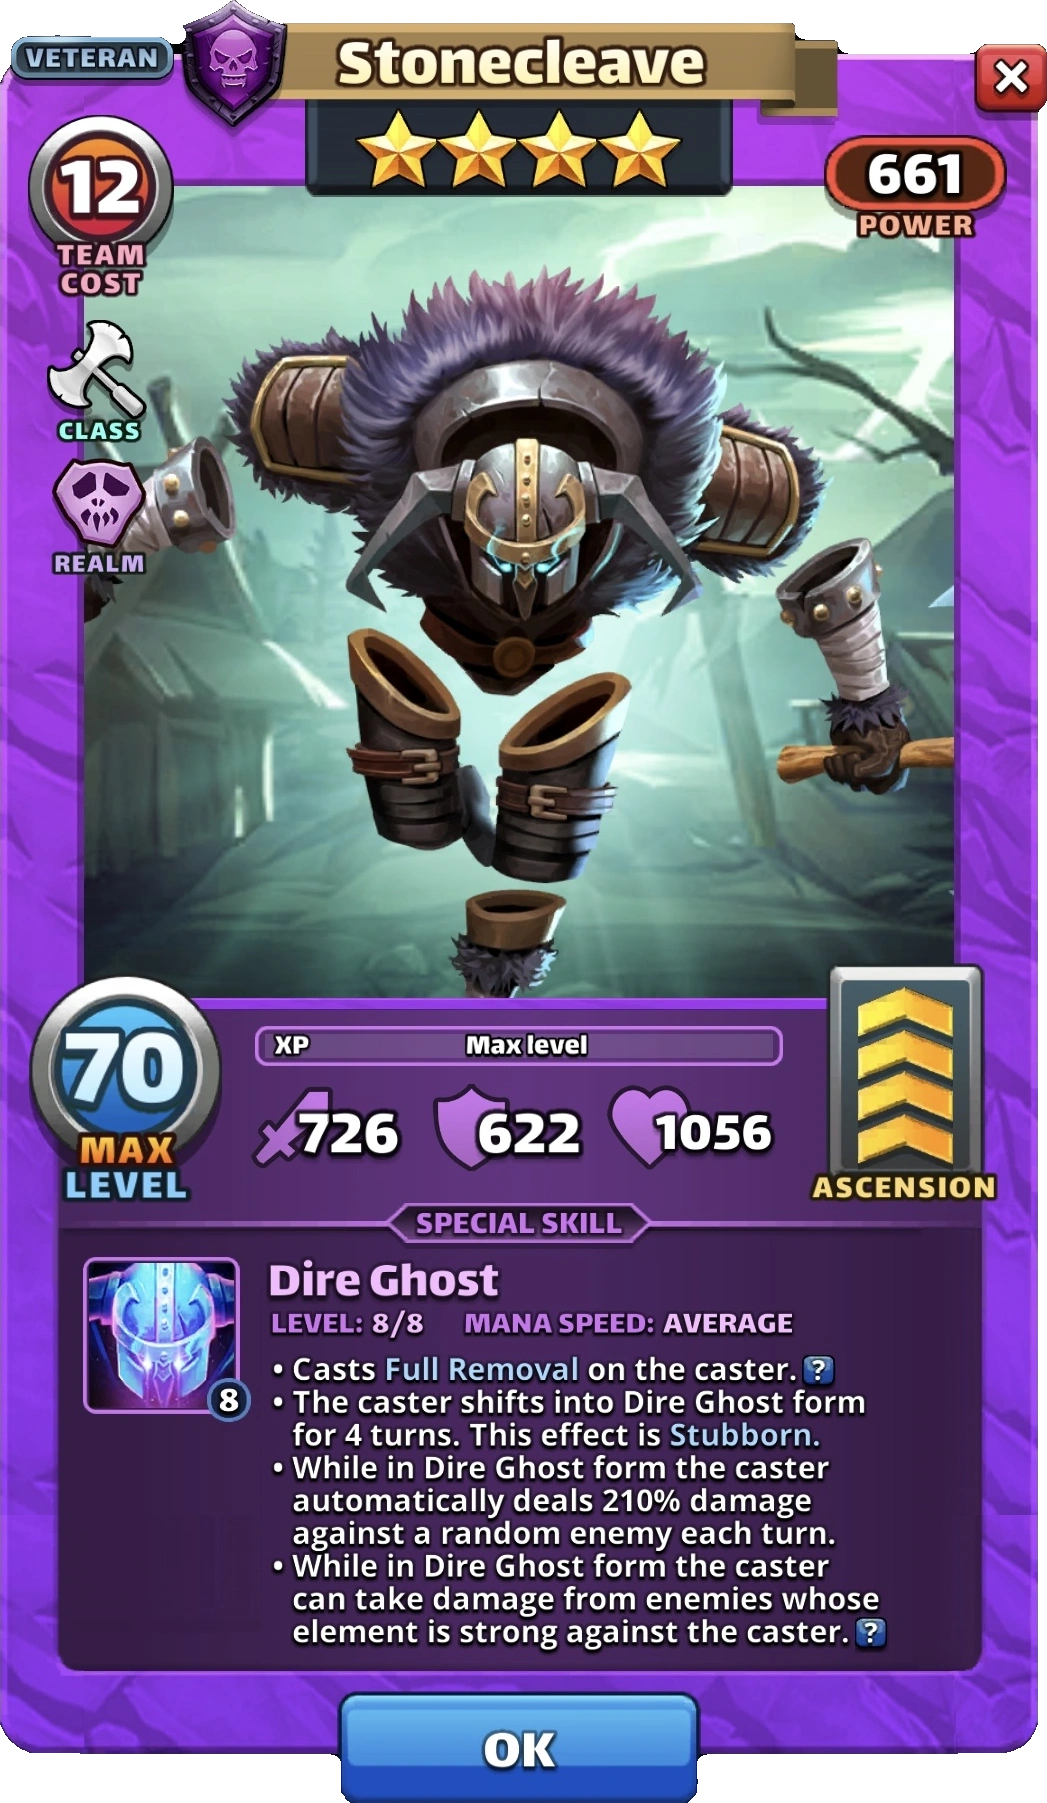 VETERAN
Stonecleave
12
TEAM
COST
661
POWER
CLASS
REALM
70
MAX
LEVEL
XP
Max level
726
622
1056
ASCENSION
SPECIAL SKILL
8
Dire Ghost
LEVEL: 8/8 MANA SPEED: AVERAGE
• Casts Full Removal on the caster. ?
• The caster shifts into Dire Ghost form
for 4 turns. This effect is Stubborn.
• While in Dire Ghost form the caster
automatically deals 210% damage
against a random enemy each turn.
• While in Dire Ghost form the caster
can take damage from enemies whose
element is strong against the caster. ?
OK